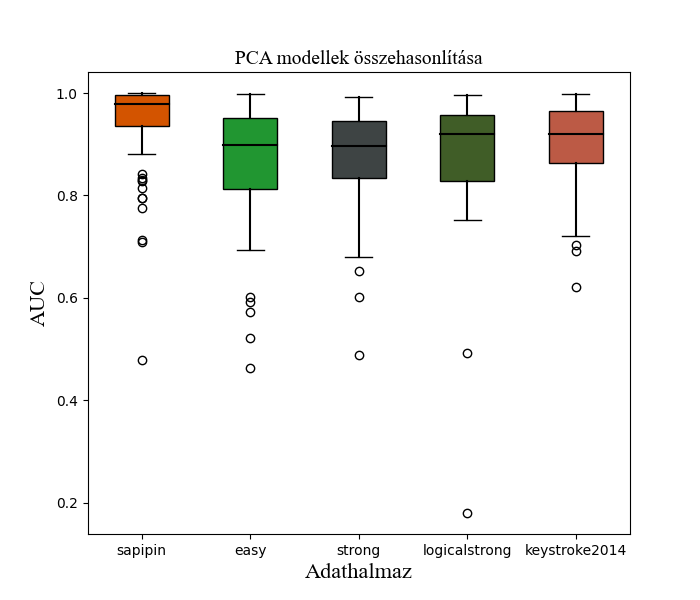 PCA modellek összehasonlítása
1.0
0.8
0.6
0.4
0.2
AUC
sapipin easy strong logicalstrong keystroke2014
Adathalmaz